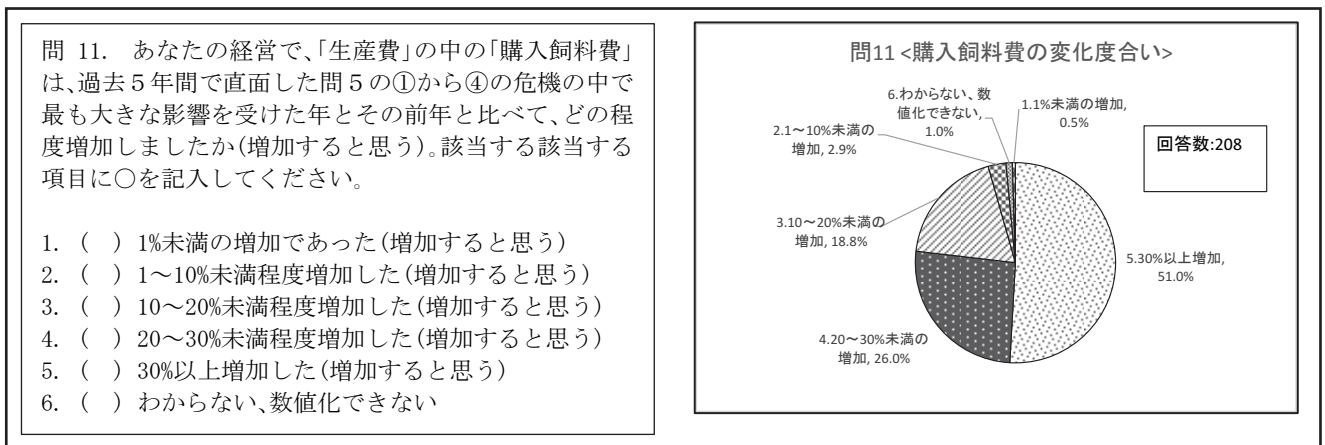 問 11. あなたの経営で、「生産費」の中の「購入飼料費」
は、過去５年間で直面した問５の①から④の危機の中で
最も大きな影響を受けた年とその前年と比べて、どの程
度増加しましたか(増加すると思う)。該当する該当する
項目に○を記入してください。
1. (　) 1%未満の増加であった(増加すると思う)
2. (　) 1～10%未満程度増加した(増加すると思う)
3. (　) 10～20%未満程度増加した(増加すると思う)
4. (　) 20～30%未満程度増加した(増加すると思う)
5. (　) 30%以上増加した(増加すると思う)
6. (　) わからない、数値化できない
問11 <購入飼料費の変化度合い>
6.わからない、数
値化できない,
1.0%
1.1%未満の増加,
0.5%
2.1～10%未満の
増加, 2.9%
回答数:208
3.10～20%未満の
増加, 18.8%
5.30%以上増加,
51.0%
4.20～30%未満の
増加, 26.0%